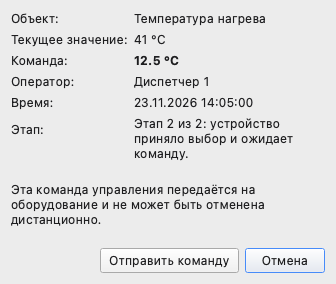 Объект: Температура нагрева
Текущее значение: 41 °C
Команда: 12.5 °C
Оператор: Диспетчер 1
Время: 23.11.2026 14:05:00
Этап: Этап 2 из 2: устройство
приняло выбор и ожидает
команду.
Эта команда управления передаётся на
оборудование и не может быть отменена
дистанционно.
Отправить команду Отмена